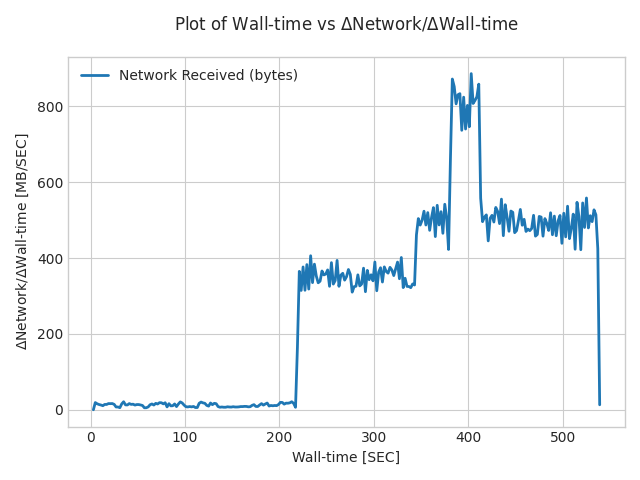 Plot of Wall-time vs ΔNetwork/ΔWall-time
Network Received (bytes)
ΔNetwork/ΔWall-time [MB/SEC]
800
600
400
200
0
0 100 200 300 400 500
Wall-time [SEC]